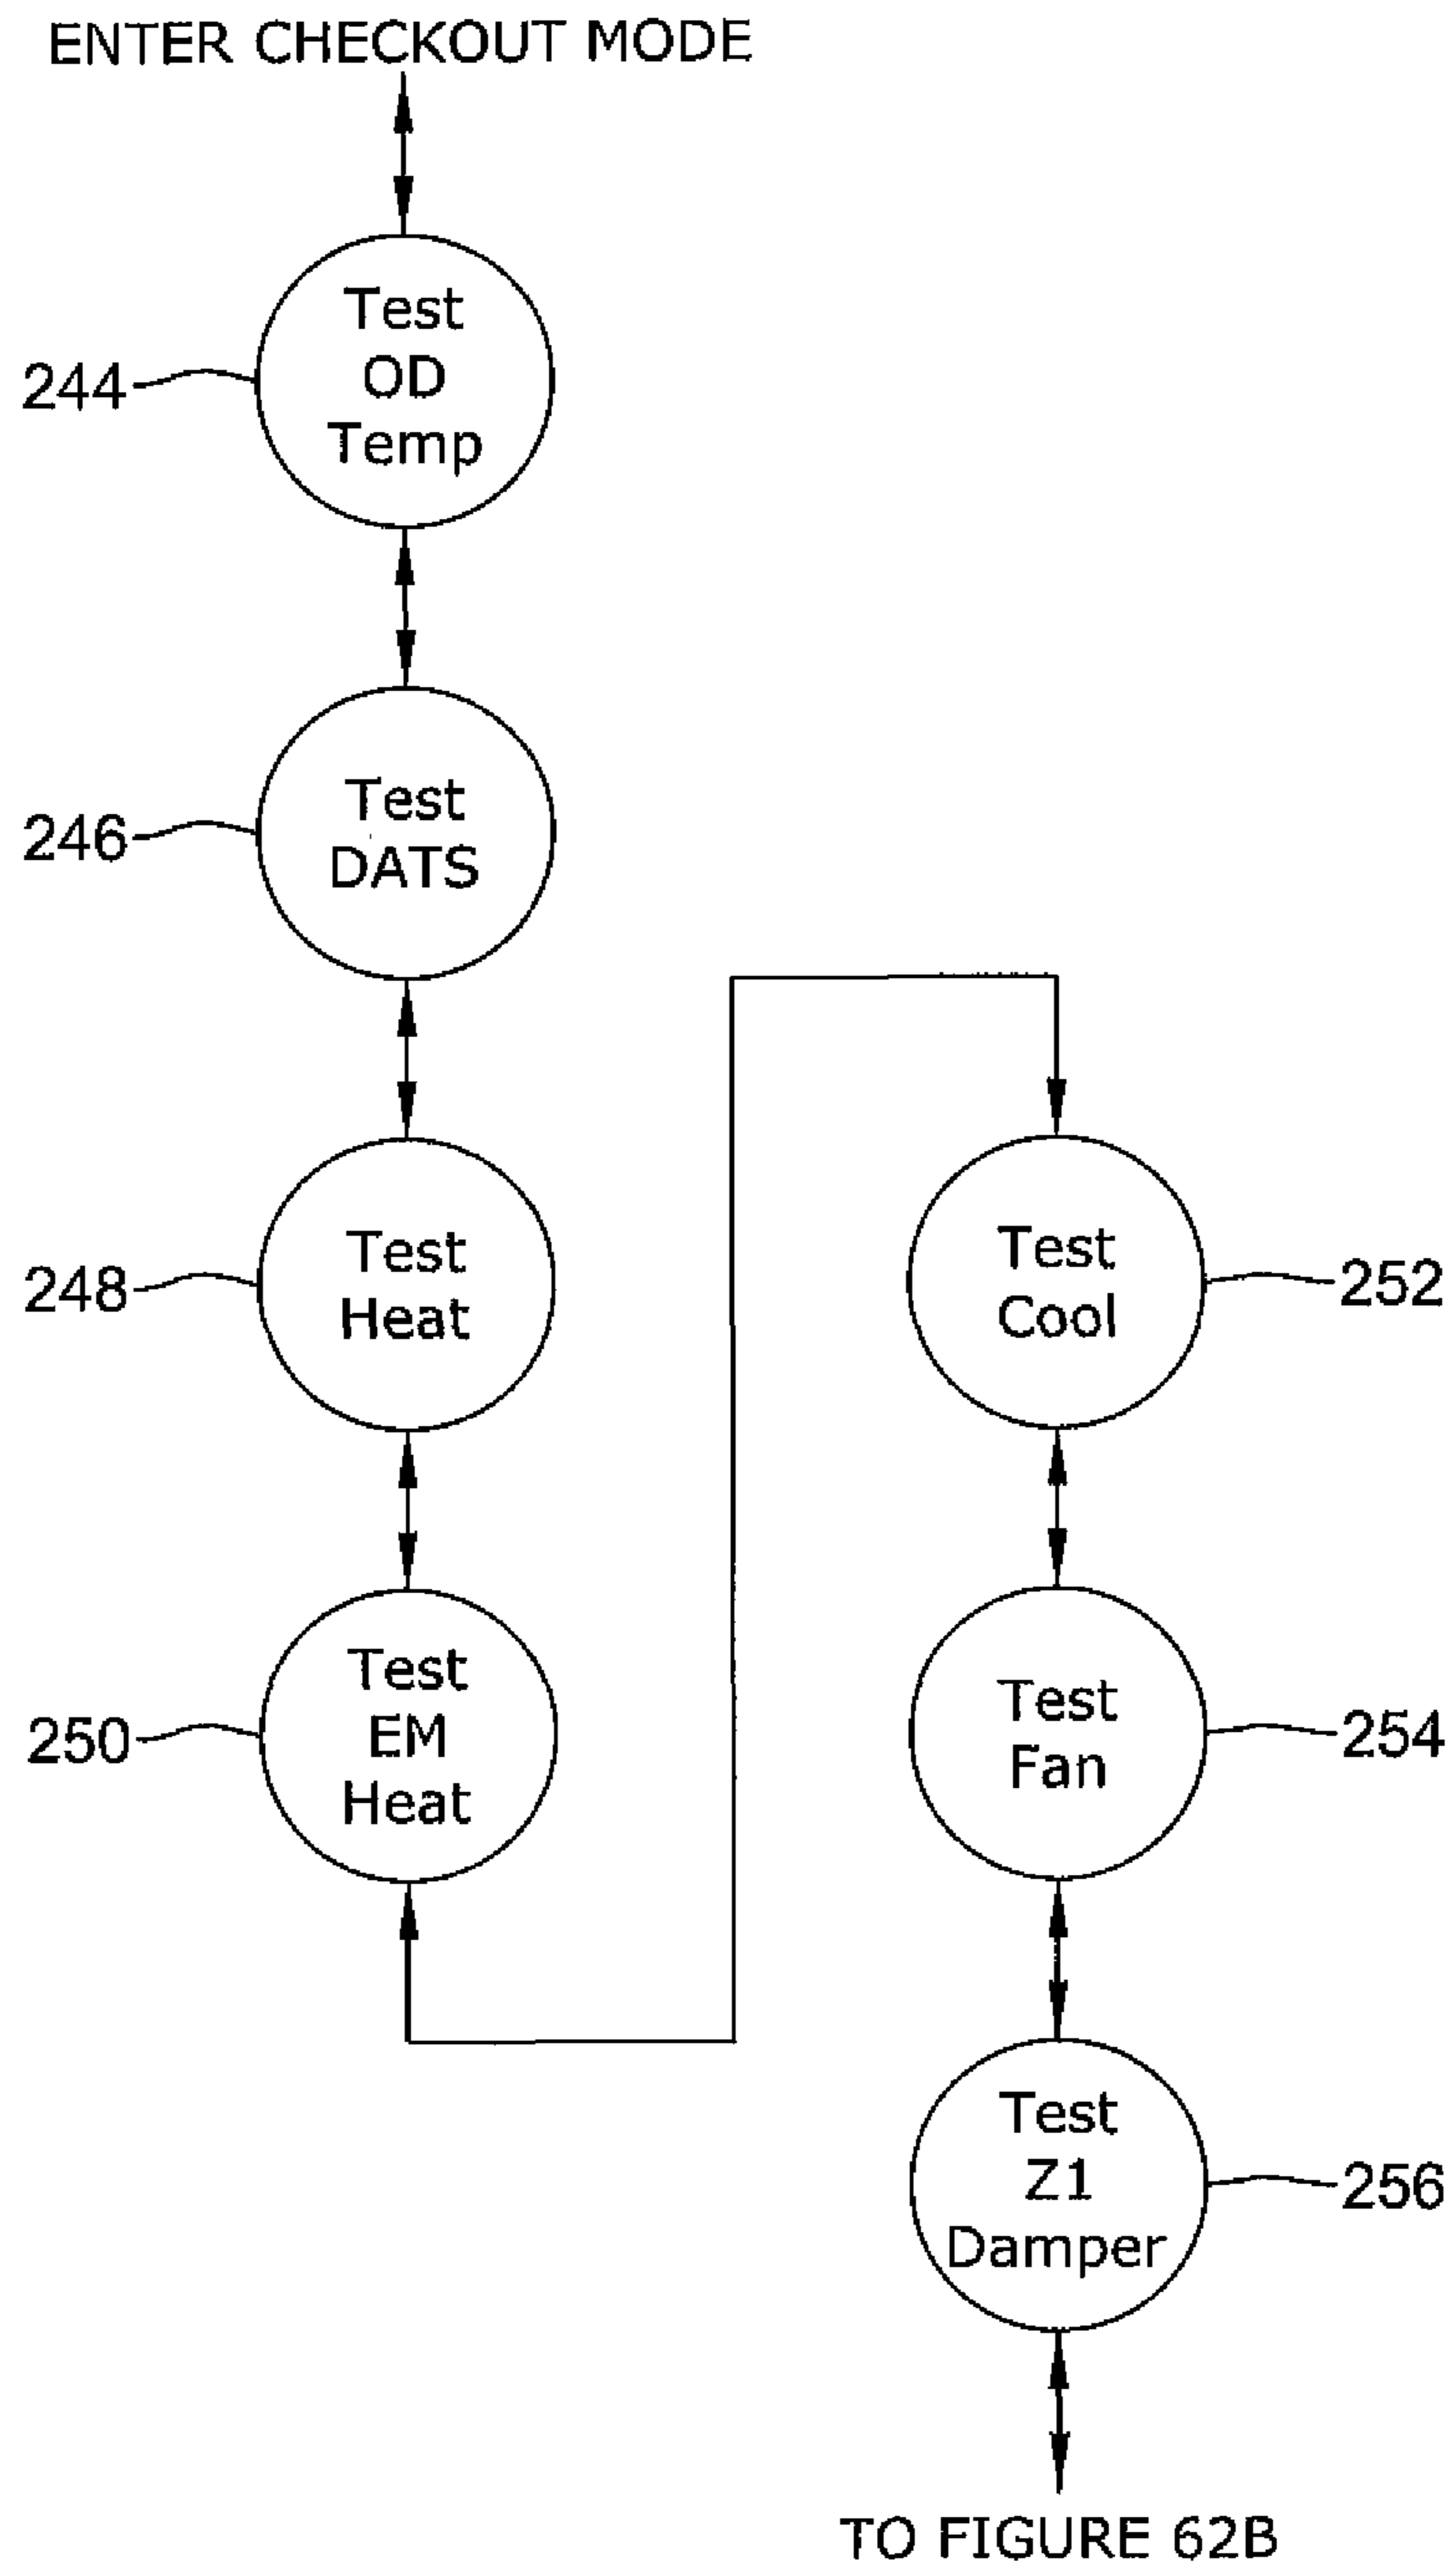 ENTER CHECKOUT MODE
Test
OD
Temp
244
Test
DATS
246
Test
Heat
248
Test
EM
Heat
250
Test
Cool
252
Test
Fan
254
Test
Z1
Damper
256
TO FIGURE 62B